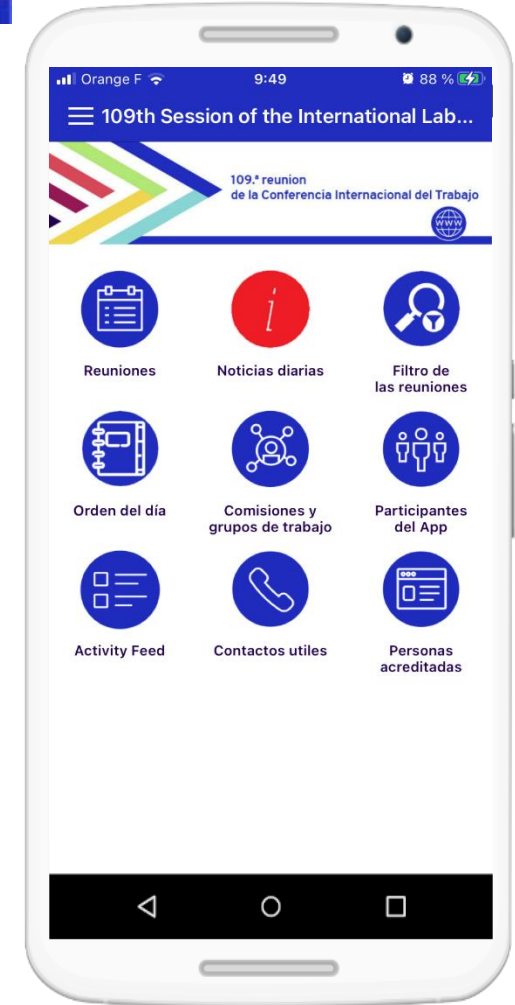 Orange F 9:49 88 %
109th Session of the International Lab...
109.ª reunion
de la Conferencia Internacional del Trabajo
www
i
Reuniones Noticias diarias Filtro de
las reuniones
Orden del día Comisiones y Participantes
grupos de trabajo del App
Activity Feed Contactos utiles Personas
acreditadas